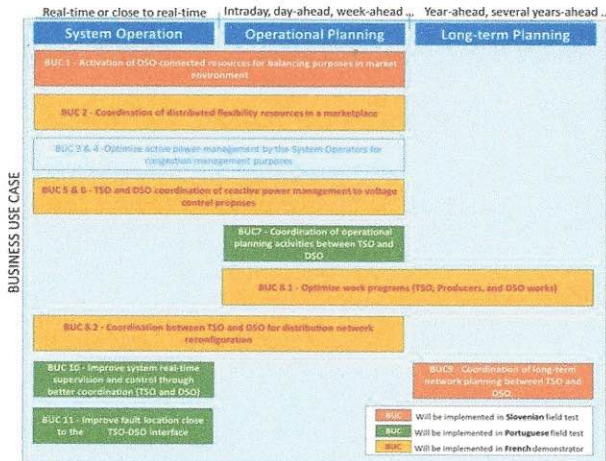 Real-time or close to real-time
Intraday, day-ahead, week-ahead ...
Year-ahead, several years-ahead ...
System Operation
Operational Planning
Long-term Planning
BUSINESS USE CASE
BUC 1 - Activation of DSO-connected resources for balancing purposes in market
environment
BUC 2 - Coordination of distributed flexibility resources in a marketplace
BUC 3 & 4- Optimize active power management by the System Operators for
congestion management purposes
BUC 5 & 6 - TSO and DSO coordination of reactive power management to voltage
control proposes
BUC7 - Coordination of operational
planning activities between TSO and
DSO
BUC 8.1 - Optimize work programs (TSO, Producers, and DSO works)
BUC 8.2 - Coordination between TSO and DSO for distribution network
reconfiguration
BUC 10 - Improve system real-time
supervision and control through
better coordination (TSO and DSO)
BUC9 - Coordination of long-term
network planning between TSO and
DSO
BUC 11 - Improve fault location close
to the TSO-DSO interface
BUC Will be implemented in Slovenian field test
BUC Will be implemented in Portuguese field test
BUC Will be implemented in French demonstrator